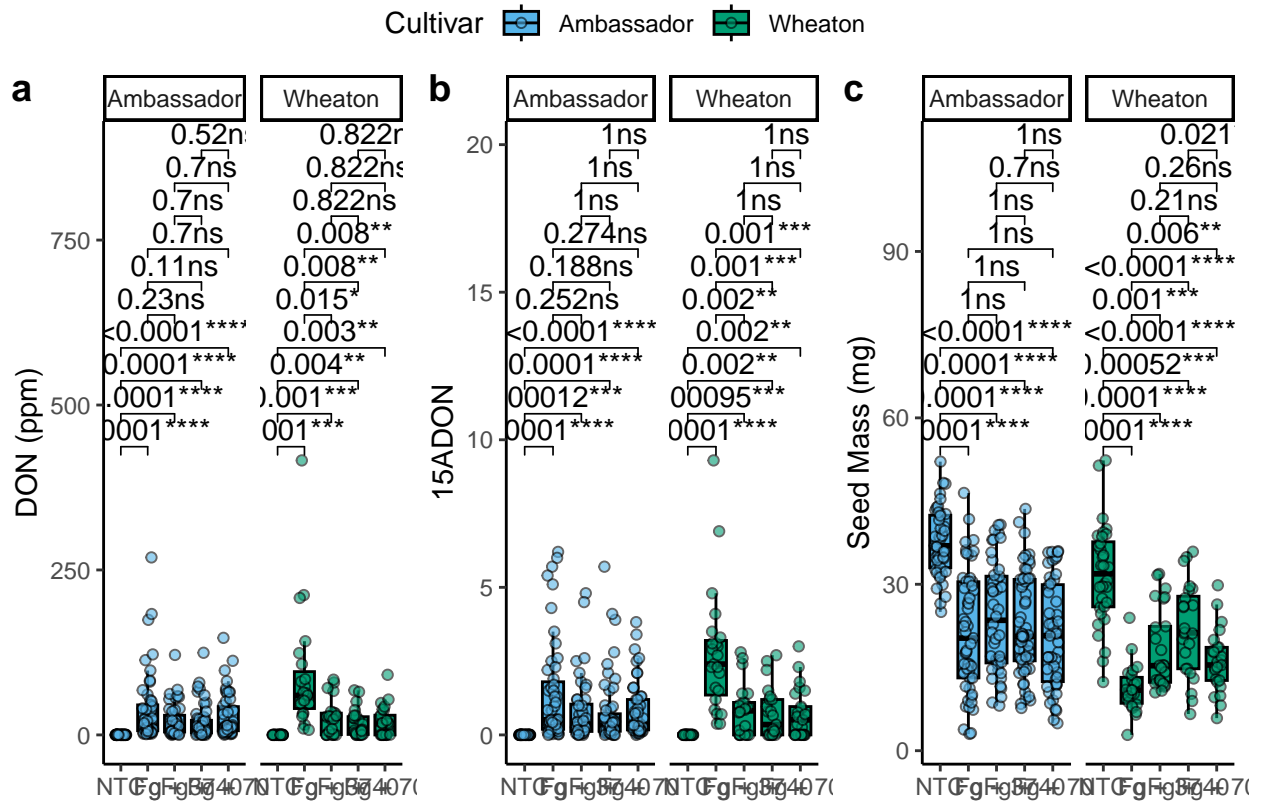 Cultivar Ambassador Wheaton
a
Ambassador Wheaton
0.52ns
0.7ns
0.7ns
0.7ns
0.11ns
0.23ns
<0.0001****
0.0001****
.0001****
0001****
0.822n
0.822ns
0.822ns
0.008**
0.008**
0.015*
0.003**
0.004**
0.001***
001***
DON (ppm)
750
500
250
0
NTC
b
Ambassador Wheaton
1ns
1ns
1ns
0.274ns
0.188ns
0.252ns
<0.0001****
0.0001****
00012***
0001****
1ns
1ns
1ns
0.001***
0.001***
0.002**
0.002**
0.002**
00095***
0001****
15ADON
20
15
10
5
0
c
Ambassador Wheaton
1ns
0.7ns
1ns
1ns
1ns
1ns
<0.0001****
0.0001****
.0001****
0001****
0.021*
0.26ns
0.21ns
0.006**
<0.0001****
0.001***
<0.0001****
0.00052***
0.0001****
0001****
Seed Mass (mg)
90
60
30
0